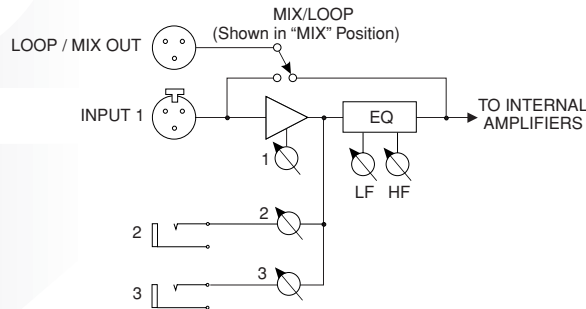 MIX/LOOP
(Shown in “MIX” Position)
LOOP / MIX OUT
INPUT 1
EQ
TO INTERNAL
AMPLIFIERS
1
LF HF
2
2
3
3